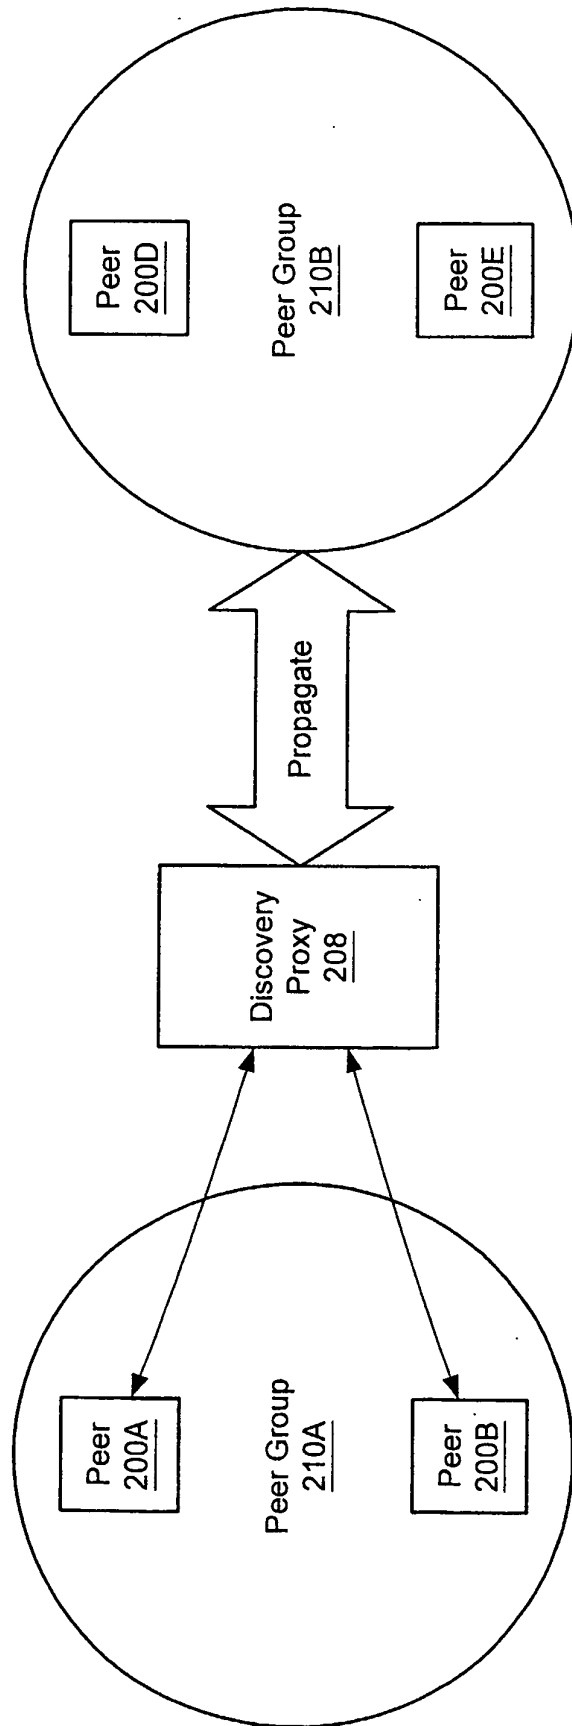 Peer
200A
Peer Group
210A
Peer
200B
Discovery
Proxy
208
Propagate
Peer
200D
Peer Group
210B
Peer
200E